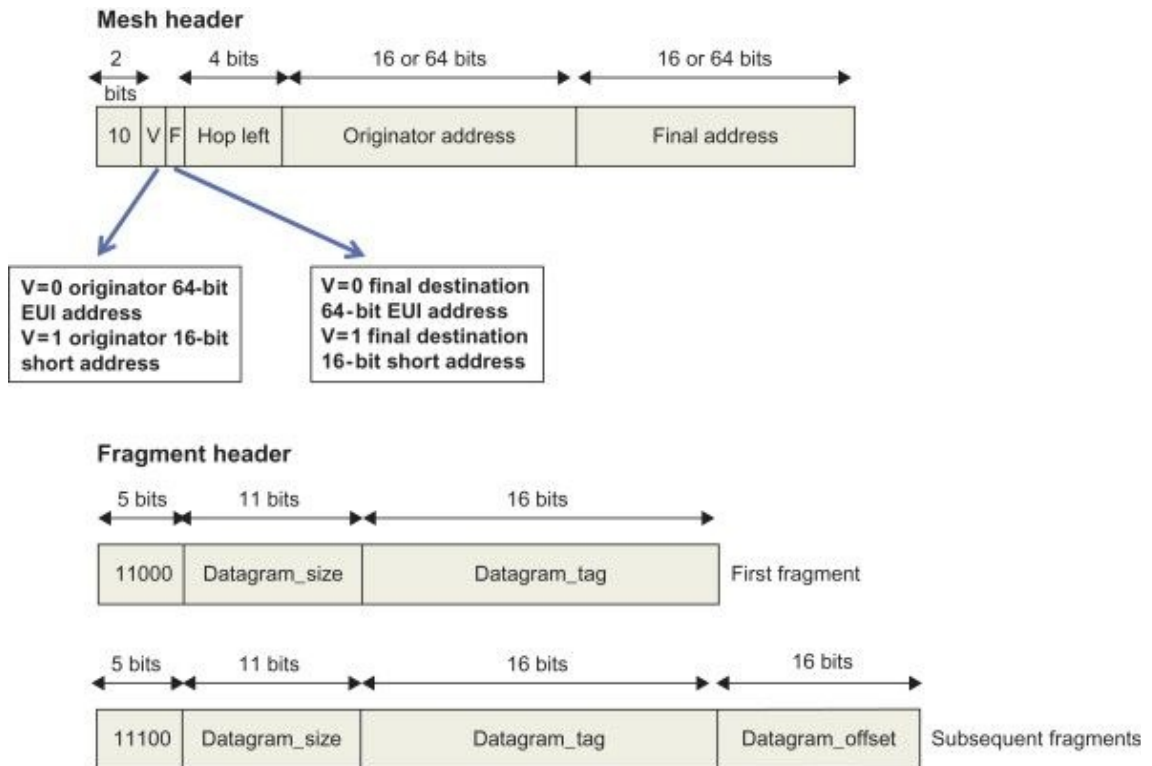 Mesh header
2
bits
4 bits
16 or 64 bits
16 or 64 bits
10
V
F
Hop left
Originator address
Final address
V=0 originator 64-bit
EUI address
V=1 originator 16-bit
short address
V=0 final destination
64-bit EUI address
V=1 final destination
16-bit short address
Fragment header
5 bits
11 bits
16 bits
11000
Datagram_size
Datagram_tag
First fragment
5 bits
11 bits
16 bits
16 bits
11100
Datagram_size
Datagram_tag
Datagram_offset
Subsequent fragments